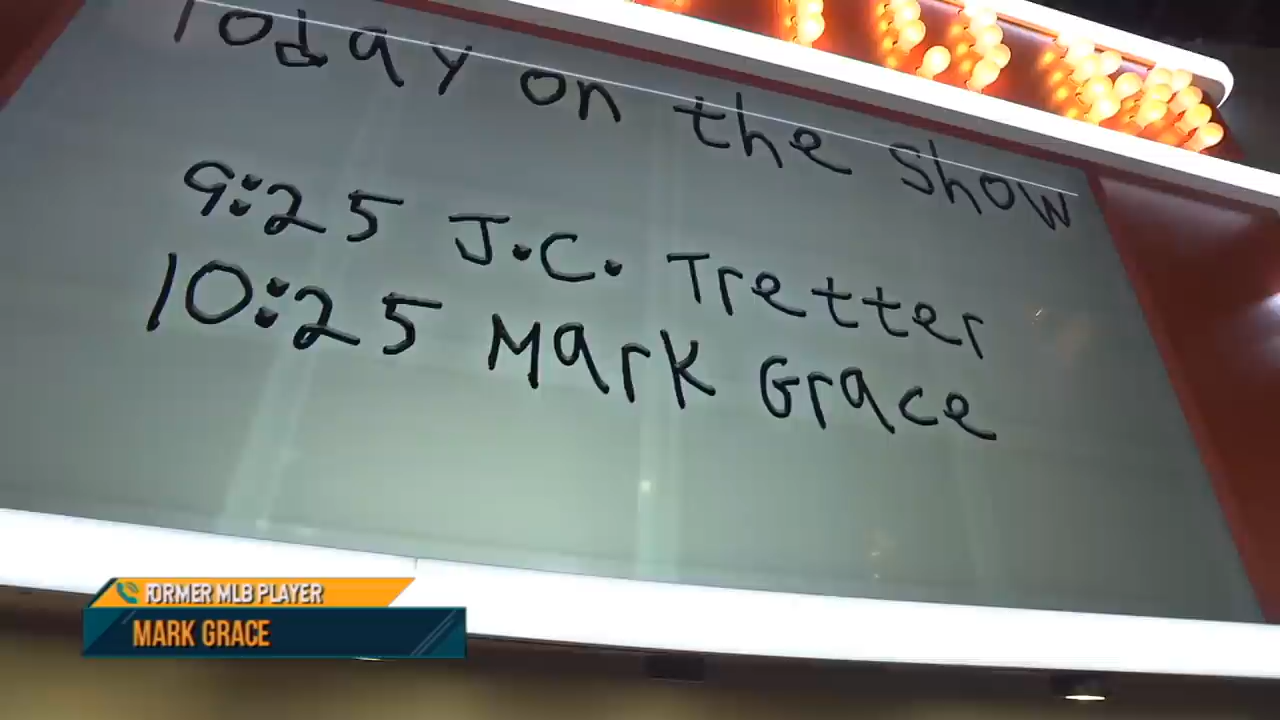 Today on the Show
9:25 J.C. Tretter
10:25 Mark Grace
FORMER MLB PLAYER
MARK GRACE